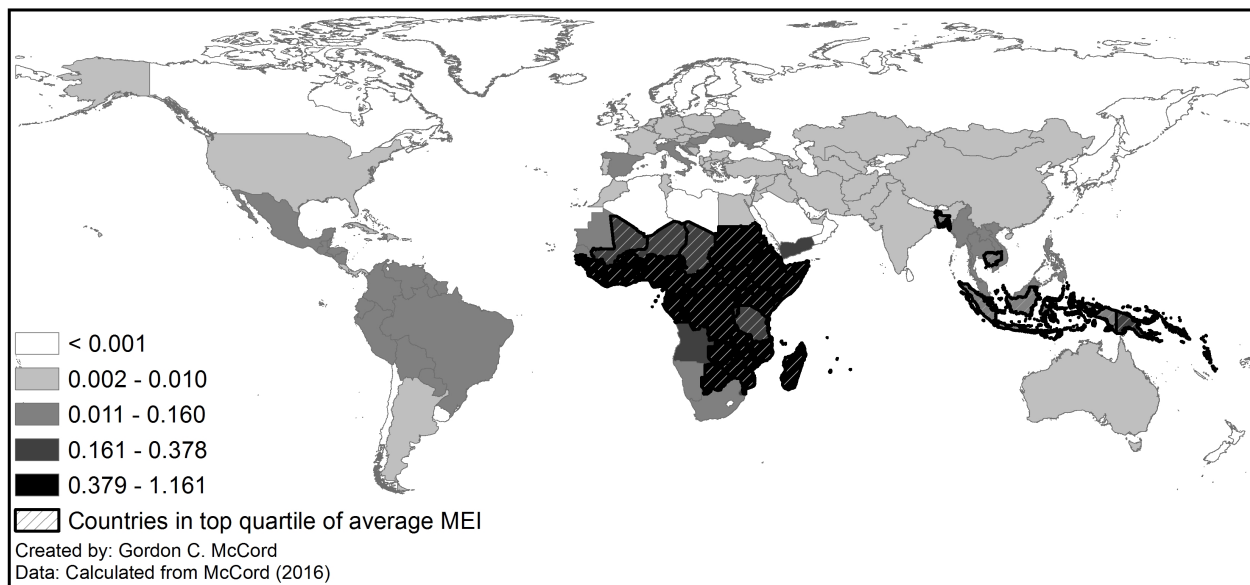 < 0.001
0.002 - 0.010
0.011 - 0.160
0.161 - 0.378
0.379 - 1.161
Countries in top quartile of average MEI
Created by: Gordon C. McCord
Data: Calculated from McCord (2016)